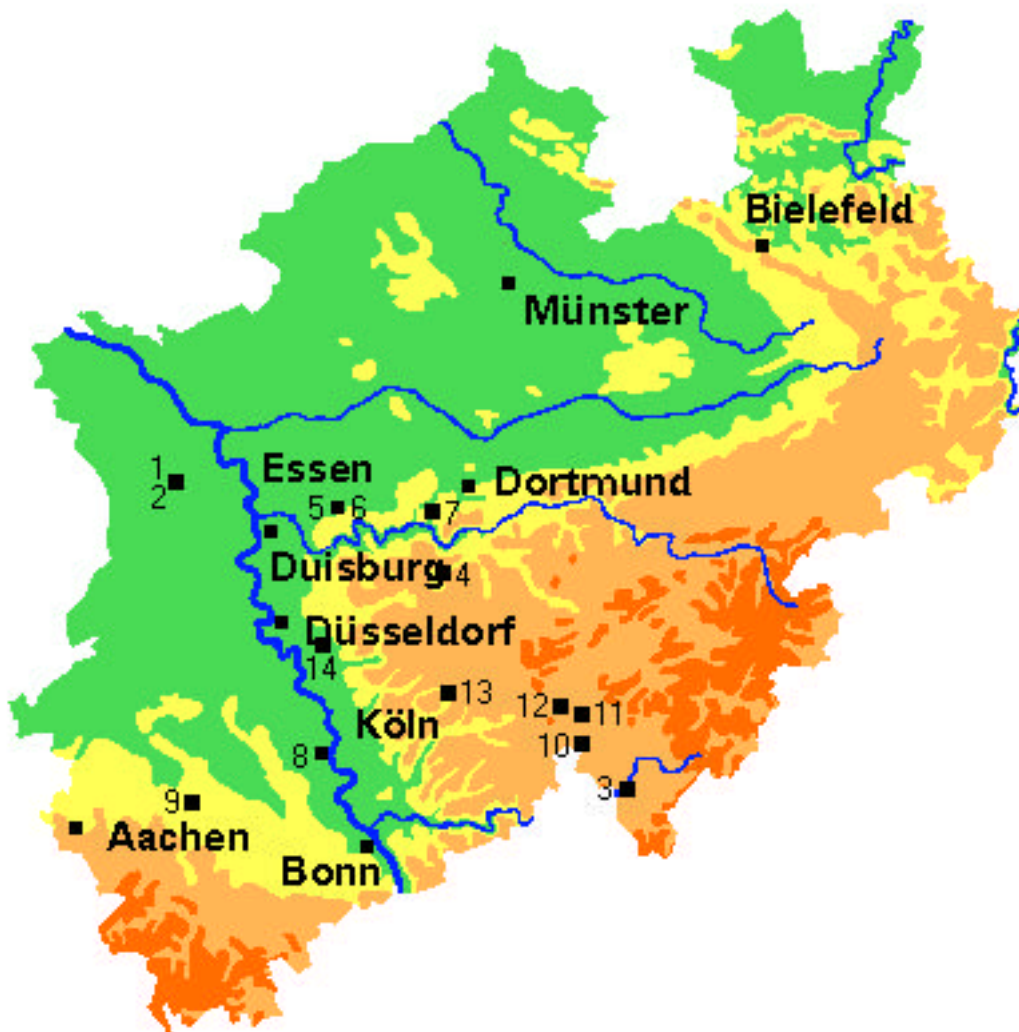 Bielefeld
Münster
1
2
Essen
5 6
Dortmund
7
Duisburg
4
Düsseldorf
14
13
Köln
12
11
8
10
3
9
Aachen
Bonn